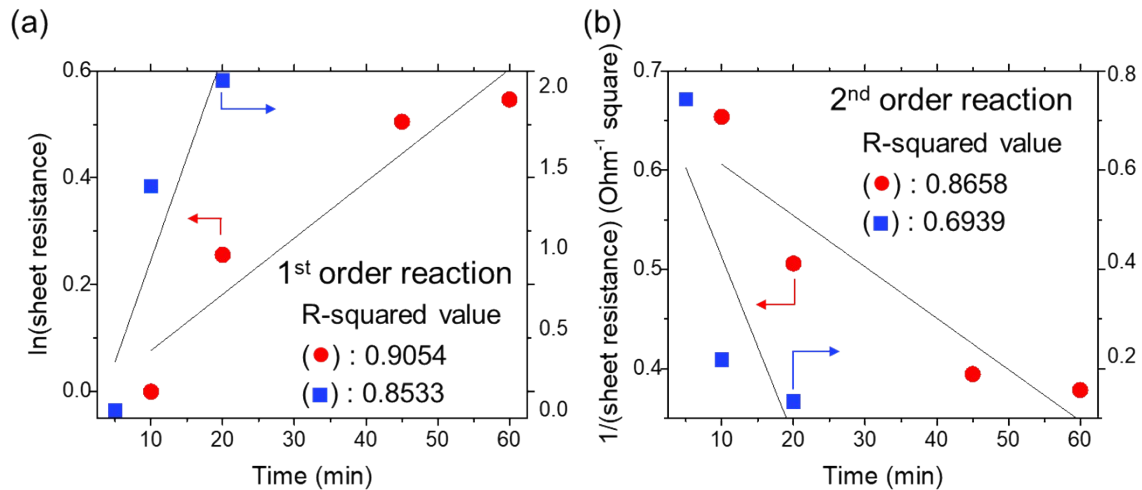 (a)
ln(sheet resistance)
0.6
0.4
0.2
0.0
2.0
1.5
1.0
0.5
0.0
1st order reaction
R-squared value
(●) : 0.9054
(■) : 0.8533
10 20 30 40 50 60
Time (min)
(b)
1/(sheet resistance) (Ohm⁻¹ square)
0.7
0.6
0.5
0.4
0.8
0.6
0.4
0.2
2nd order reaction
R-squared value
(●) : 0.8658
(■) : 0.6939
10 20 30 40 50 60
Time (min)